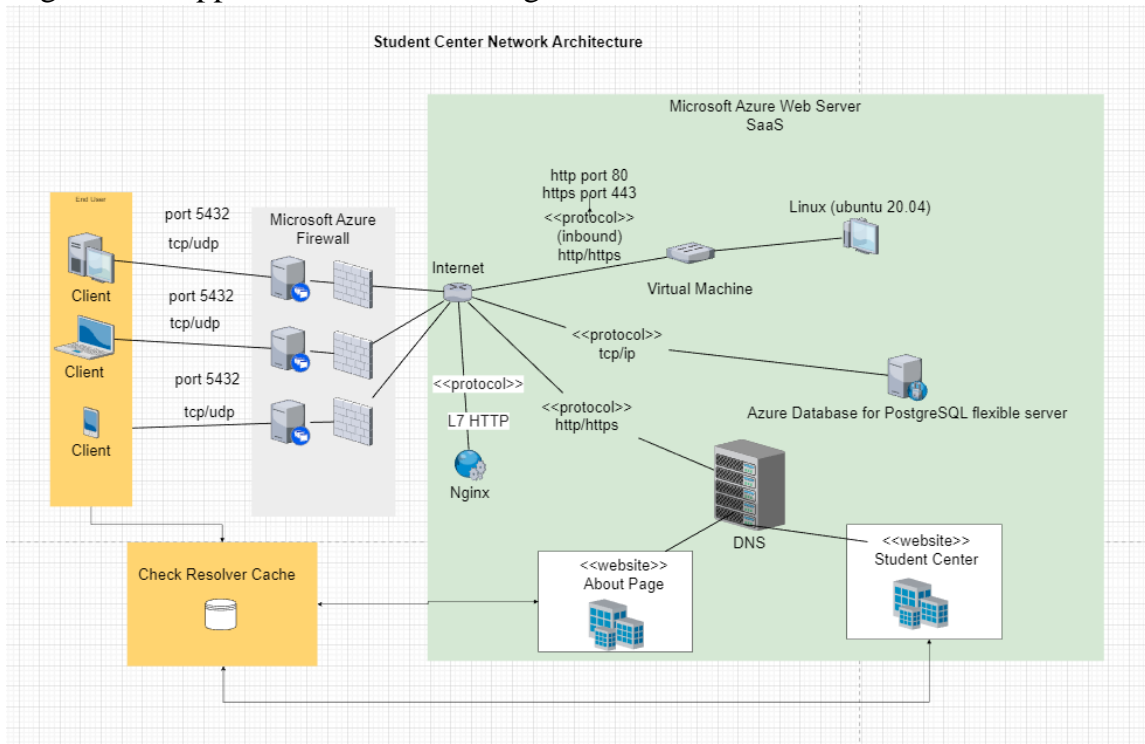 Student Center Network Architecture
Microsoft Azure Web Server
SaaS
http port 80
https port 443
<<protocol>>
(inbound)
http/https
Linux (ubuntu 20.04)
End User
port 5432
tcp/udp
Client
port 5432
tcp/udp
Client
port 5432
tcp/udp
Client
Microsoft Azure
Firewall
Internet
Virtual Machine
<<protocol>>
tcp/ip
Azure Database for PostgreSQL flexible server
<<protocol>>
L7 HTTP
Nginx
<<protocol>>
http/https
DNS
<<website>>
About Page
<<website>>
Student Center
Check Resolver Cache